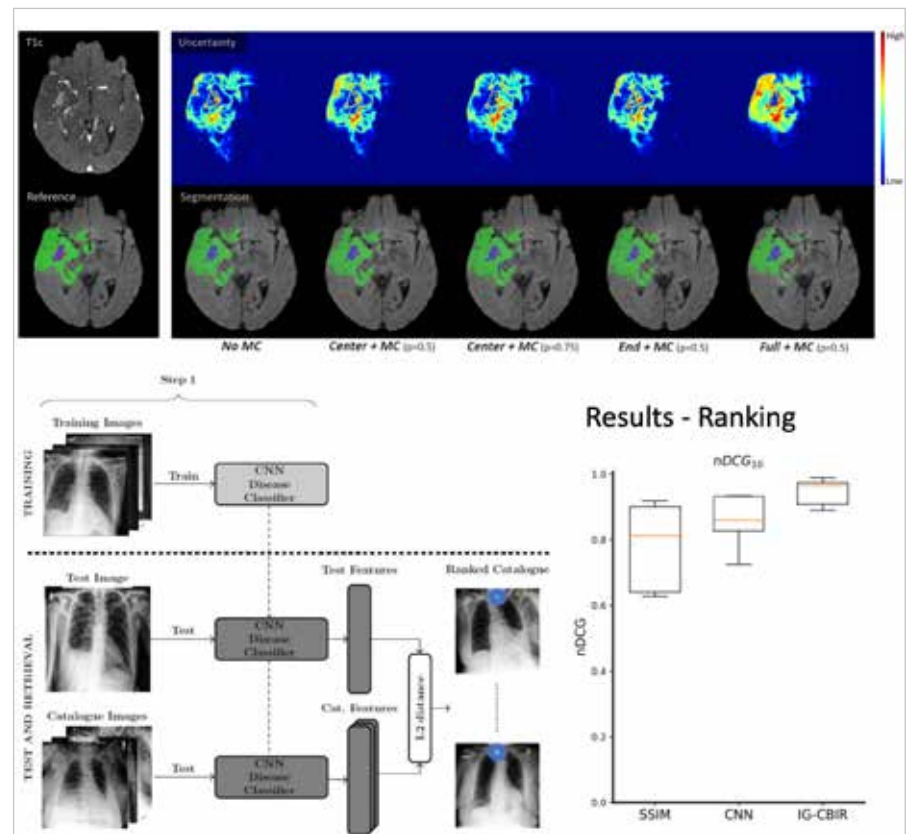 T1c
Uncertainty
High
Low
Reference
Segmentation
No MC
Center + MC (p=0.5)
Center + MC (p=0.75)
End + MC (p=0.5)
Full + MC (p=0.5)
Step 1
Training Images
TRAINING
Train
CNN
Disease
Classifier
Results - Ranking
nDCG10
nDCG
1.0
0.8
0.6
0.4
0.2
0.0
SSIM
CNN
IG-CBIR
TEST AND RETRIEVAL
Test Image
Test
CNN
Disease
Classifier
Test Features
Ranked Catalogue
L2 distance
Catalogue Images
Test
CNN
Disease
Classifier
Cat. Features